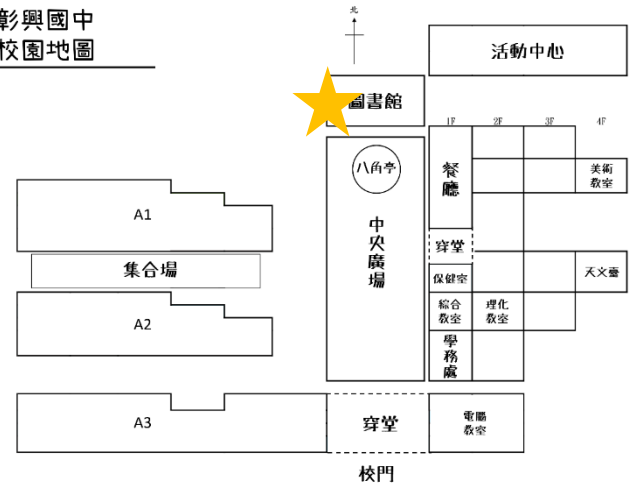 彰興國中
校園地圖
北
活動中心
圖書館
1F 2F 3F 4F
八角亭
餐廳
美術
教室
A1
中央廣場
穿堂
集合場
保健室
天文臺
A2
綜合
教室
理化
教室
學務處
A3
穿堂
電腦
教室
校門